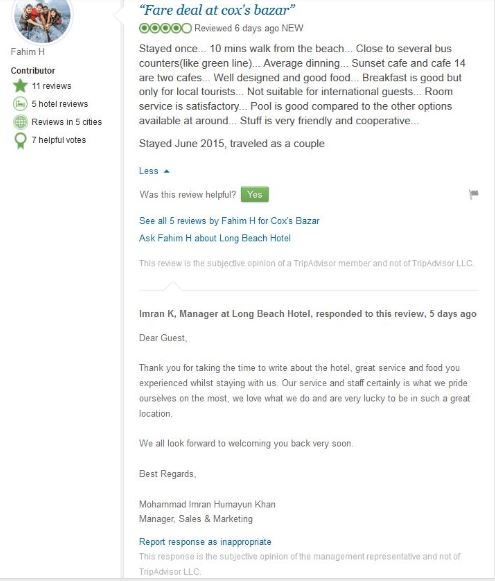 “Fare deal at cox's bazar”
Reviewed 6 days ago NEW
Fahim H
Contributor
11 reviews
5 hotel reviews
Reviews in 5 cities
7 helpful votes
Stayed once... 10 mins walk from the beach... Close to several bus
counters(like green line)... Average dinning... Sunset cafe and cafe 14
are two cafes... Well designed and good food... Breakfast is good but
only for local tourists... Not suitable for international guests... Room
service is satisfactory... Pool is good compared to the other options
available at around... Stuff is very friendly and cooperative...
Stayed June 2015, traveled as a couple
Less
Was this review helpful? Yes
See all 5 reviews by Fahim H for Cox's Bazar
Ask Fahim H about Long Beach Hotel
This review is the subjective opinion of a TripAdvisor member and not of TripAdvisor LLC.
Imran K, Manager at Long Beach Hotel, responded to this review, 5 days ago
Dear Guest,
Thank you for taking the time to write about the hotel, great service and food you
experienced whilst staying with us. Our service and staff certainly is what we pride
ourselves on the most, we love what we do and are very lucky to be in such a great
location.
We all look forward to welcoming you back very soon.
Best Regards,
Mohammad Imran Humayun Khan
Manager, Sales & Marketing
Report response as inappropriate
This response is the subjective opinion of the management representative and not of
TripAdvisor LLC.